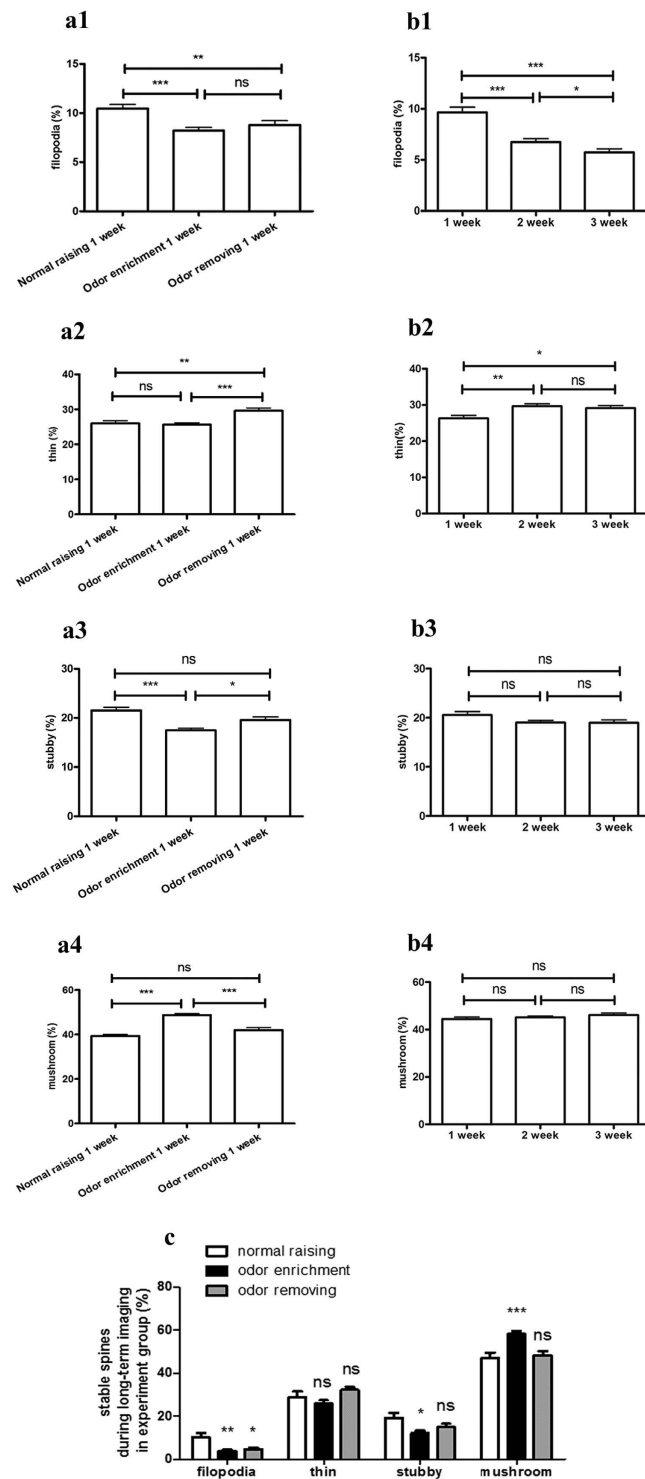 a1
**
***
ns
15
10
5
0
filopodia (%)
Normal raising 1 week
Odor enrichment 1 week
Odor removing 1 week
b1
***
***
*
15
10
5
0
filopodia (%)
1 week
2 week
3 week
a2
**
ns
***
40
30
20
10
0
thin (%)
Normal raising 1 week
Odor enrichment 1 week
Odor removing 1 week
b2
*
**
ns
40
30
20
10
0
thin(%)
1 week
2 week
3 week
a3
ns
***
*
30
20
10
0
stubby (%)
Normal raising 1 week
Odor enrichment 1 week
Odor removing 1 week
b3
ns
ns
ns
30
20
10
0
stubby (%)
1 week
2 week
3 week
a4
ns
***
***
60
40
20
0
mushroom (%)
Normal raising 1 week
Odor enrichment 1 week
Odor removing 1 week
b4
ns
ns
ns
60
40
20
0
mushroom (%)
1 week
2 week
3 week
c
normal raising
odor enrichment
odor removing
80
60
40
20
0
stable spines
during long-term imaging
in experiment group (%)
** *
ns ns
* ns
*** ns
filopodia
thin
stubby
mushroom